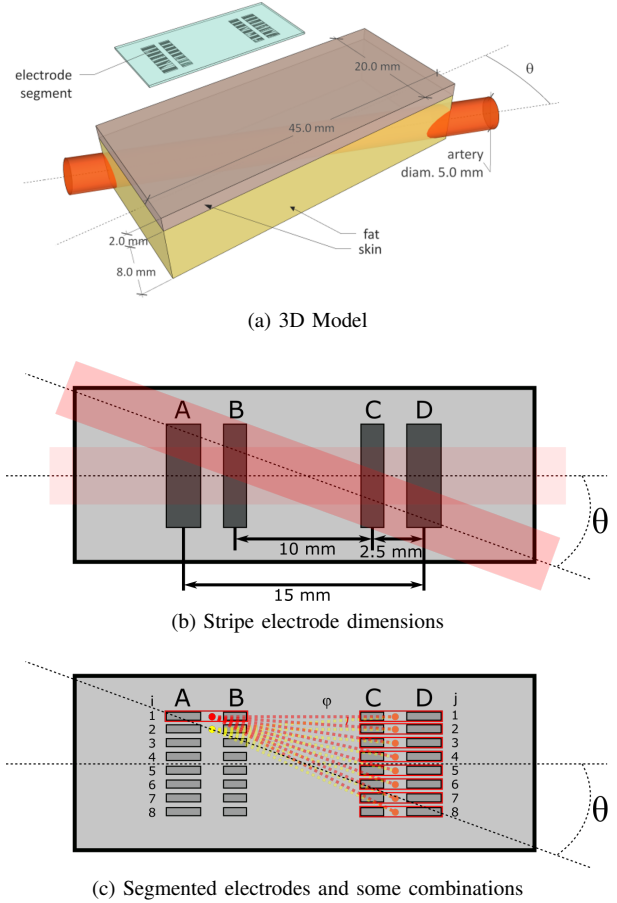 electrode
segment
20.0 mm
θ
45.0 mm
artery
diam. 5.0 mm
fat
skin
2.0 mm
8.0 mm
(a) 3D Model
A B C D
10 mm
2.5 mm
15 mm
θ
(b) Stripe electrode dimensions
i A B φ C D j
1 1
2 2
3 3
4 4
5 5
6 6
7 7
8 8
θ
(c) Segmented electrodes and some combinations